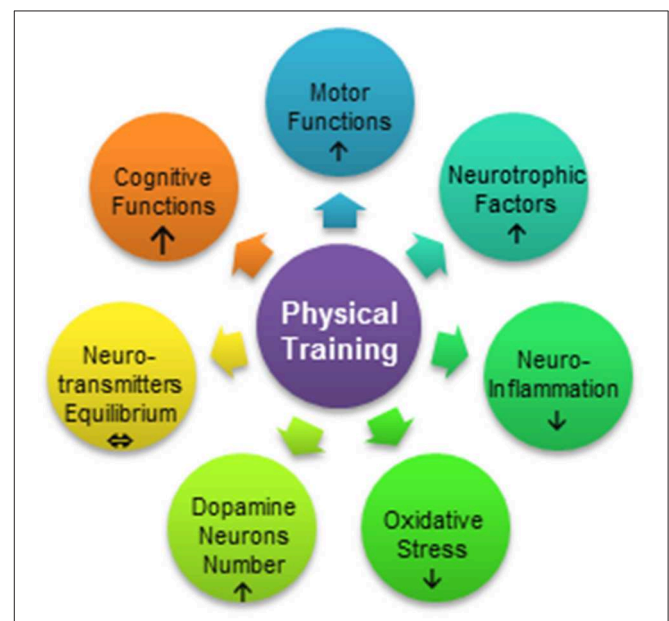 Motor
Functions
↑
Neurotrophic
Factors
↑
Neuro-
Inflammation
↓
Oxidative
Stress
↓
Dopamine
Neurons
Number
↑
Neuro-
transmitters
Equilibrium
⇔
Cognitive
Functions
↑
Physical
Training